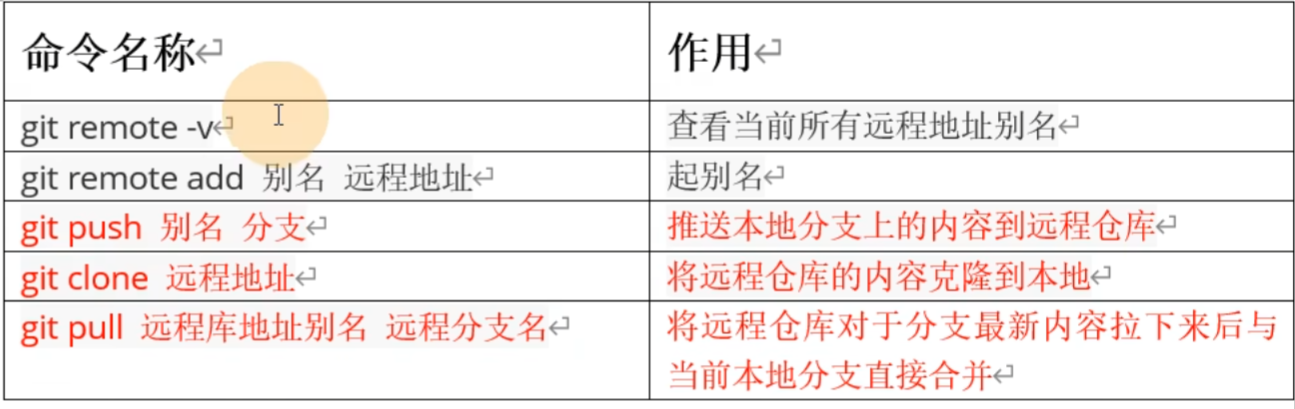 命令名称
作用
git remote -v
查看当前所有远程地址别名
git remote add 别名 远程地址
起别名
git push 别名 分支
推送本地分支上的内容到远程仓库
git clone 远程地址
将远程仓库的内容克隆到本地
git pull 远程库地址别名 远程分支名
将远程仓库对于分支最新内容拉下来后与
当前本地分支直接合并